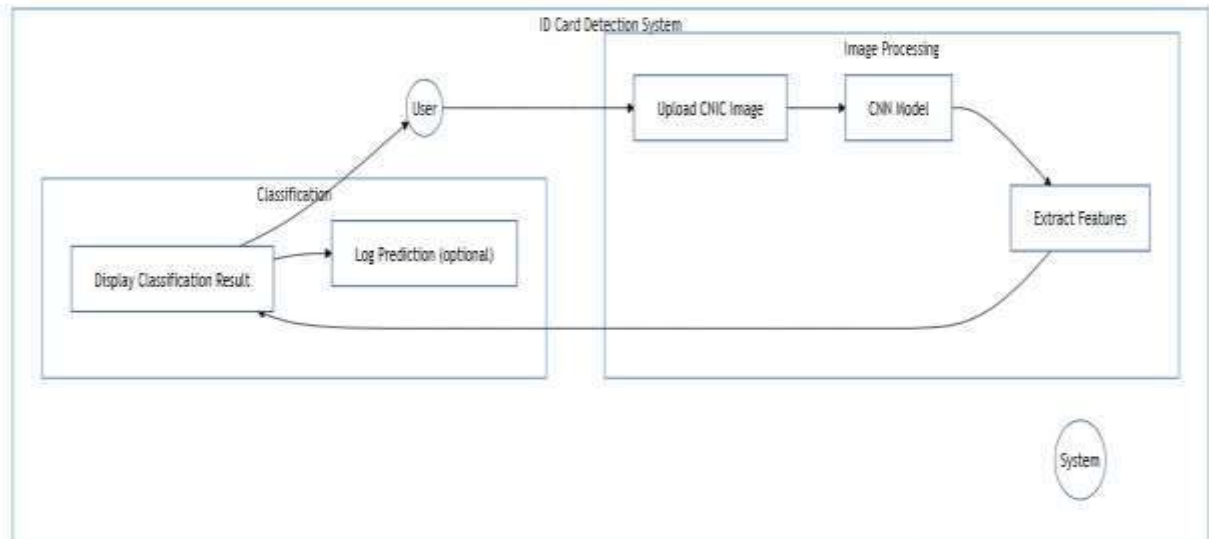 ID Card Detection System
Image Processing
User
Upload CNIC Image
CNN Model
Classification
Extract Features
Log Prediction (optional)
Display Classification Result
System